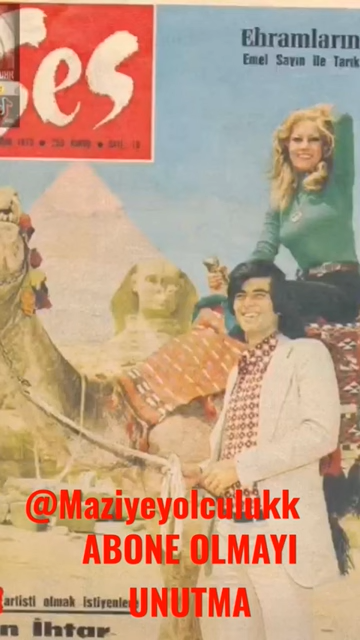 Ses
Ehramların
Emel Sayın ile Tarık
@Maziyeyolculukk
ABONE OLMAYI
UNUTMA
artisti olmak istiyenler
n İhtar